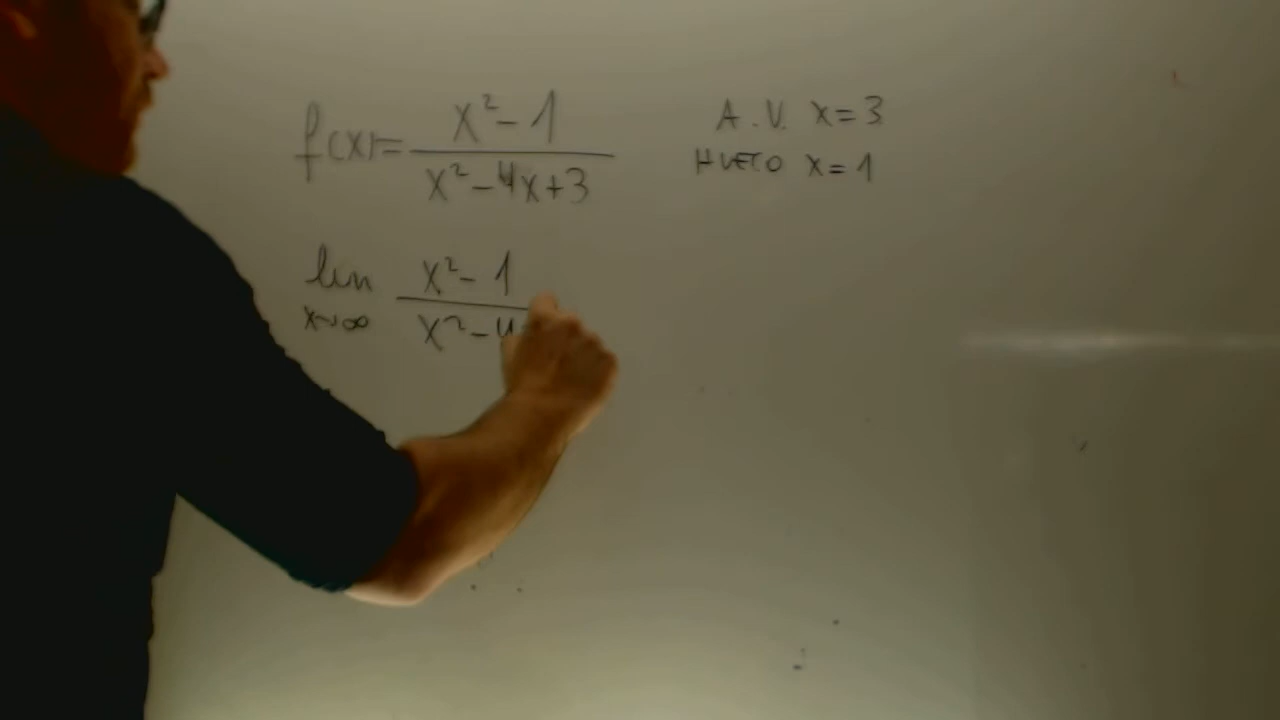 f(x)= x²-1 / x²-4x+3
A.V. x=3
HUECO x=1
lim x→∞ x²-1 / x²-4